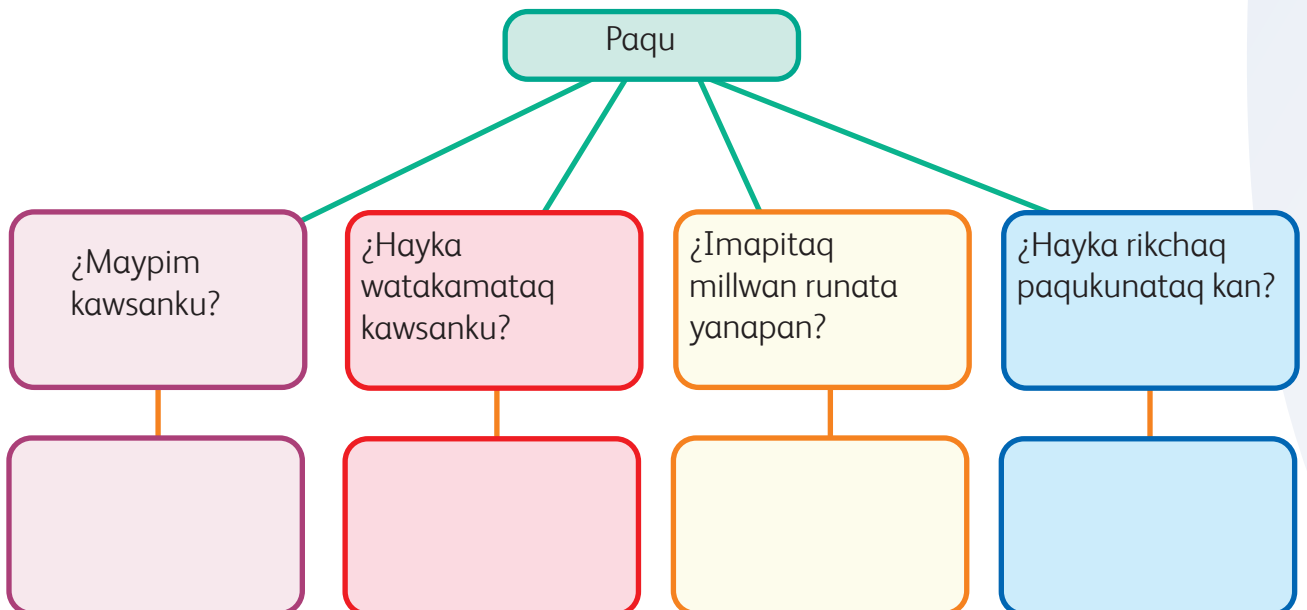 Paqu
¿Maypim
kawsanku?
¿Hayka
watakamataq
kawsanku?
¿Imapitaq
millwan runata
yanapan?
¿Hayka rikchaq
paqukunataq kan?